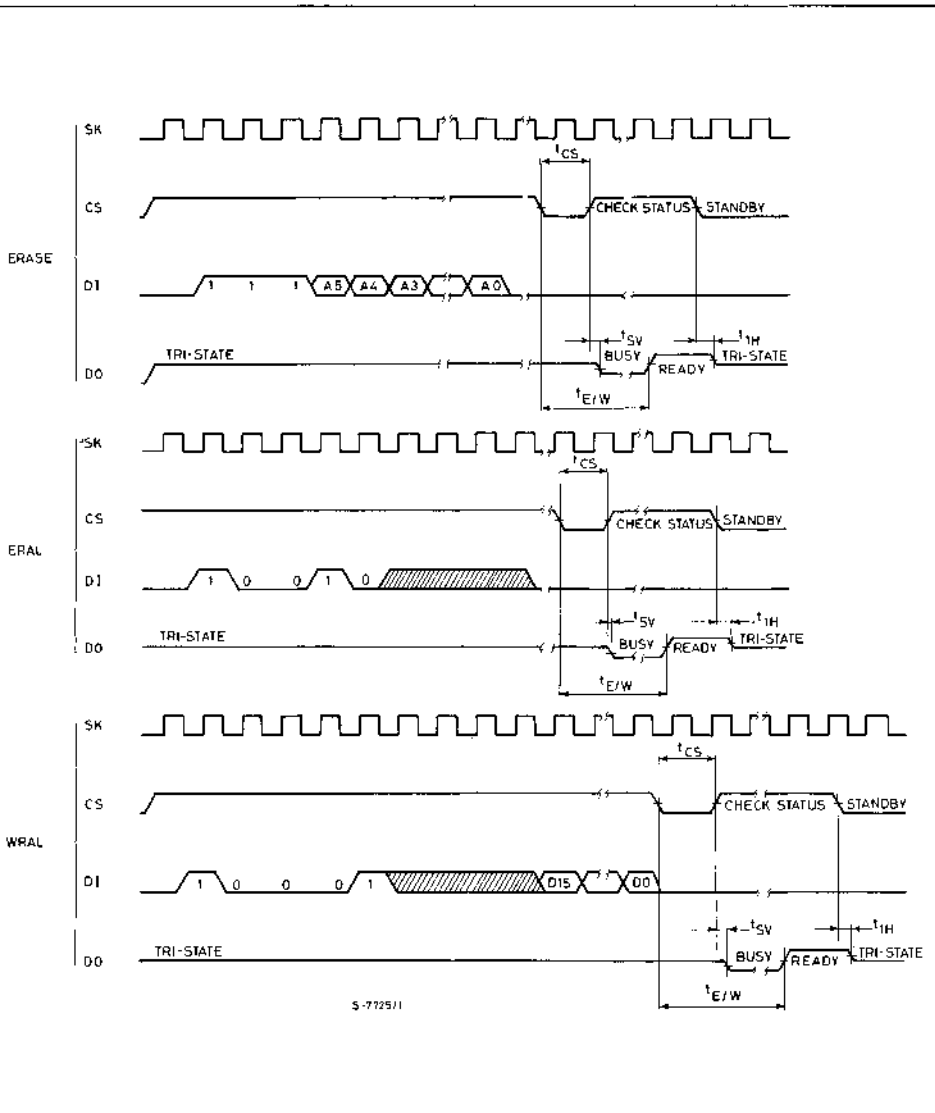 SK
tCS
CS
CHECK STATUS
STANDBY
ERASE
DI
1 1 1 A5 A4 A3 A0
tSV
t1H
TRI-STATE
BUSY
TRI-STATE
DO
READY
tE/W
SK
tCS
CS
CHECK STATUS
STANDBY
ERAL
DI
1 0 0 1 0
tSV
t1H
TRI-STATE
BUSY
READY
TRI-STATE
DO
tE/W
SK
tCS
CS
CHECK STATUS
STANDBY
WRAL
DI
1 0 0 0 1 D15 D0
tSV
t1H
TRI-STATE
BUSY
READY
TRI-STATE
DO
tE/W
S-7725/1